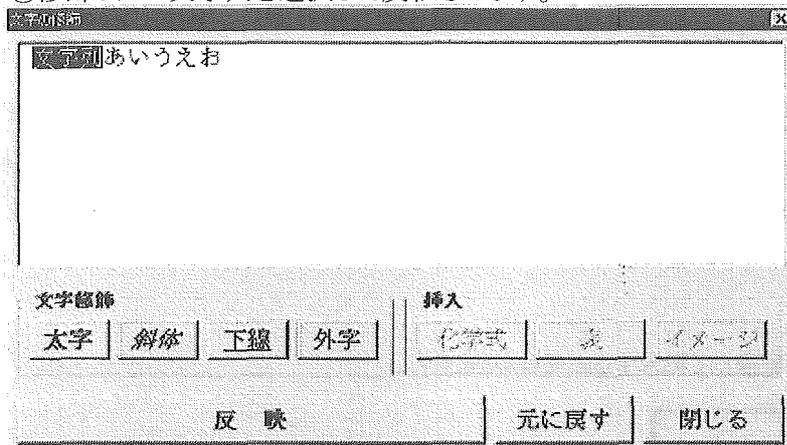 文字列あいうえお
文字修飾
挿入
太字 斜体 下線 外字
化学式 表 イメージ
反映 元に戻す 閉じる